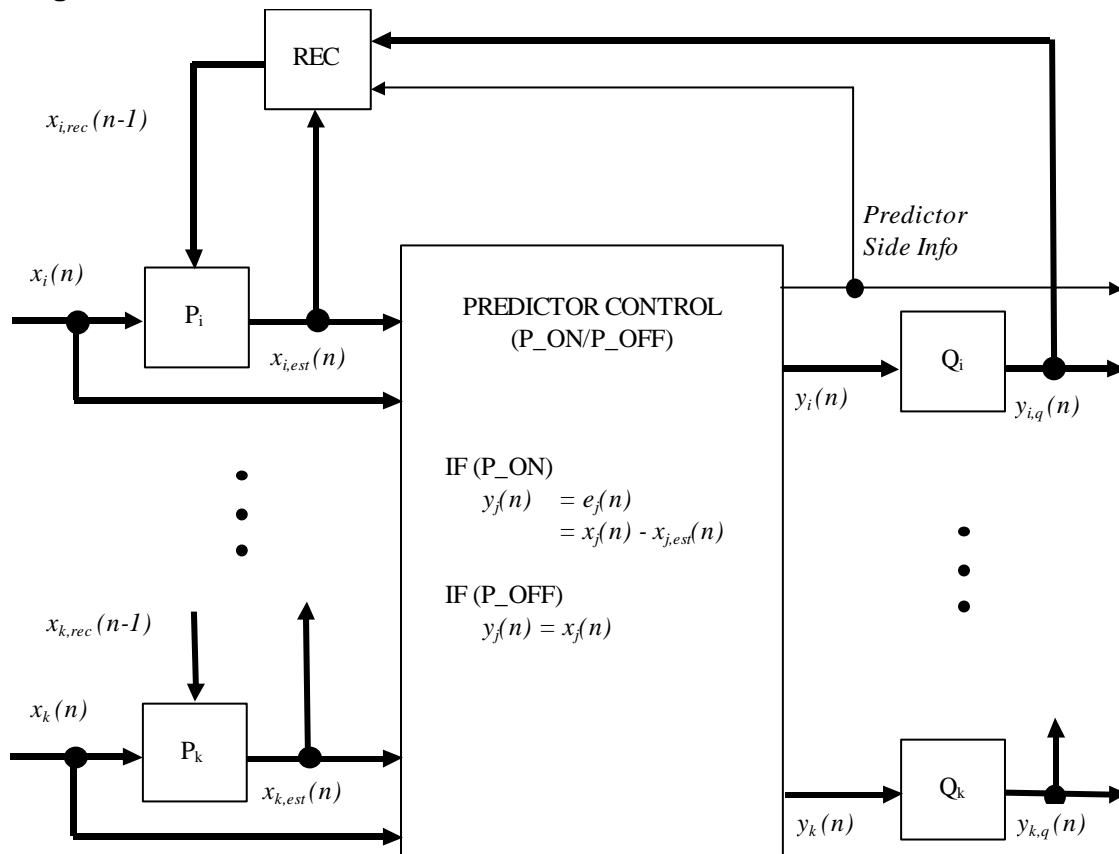 REC
x_{i,rec}(n-1)
Predictor
Side Info
x_i(n)
P_i
x_{i,est}(n)
PREDICTOR CONTROL
(P_ON/P_OFF)
y_i(n)
Q_i
y_{i,q}(n)
IF (P_ON)
y_j(n) = e_j(n)
= x_j(n) - x_{j,est}(n)
IF (P_OFF)
y_j(n) = x_j(n)
x_{k,rec}(n-1)
x_k(n)
P_k
x_{k,est}(n)
y_k(n)
Q_k
y_{k,q}(n)